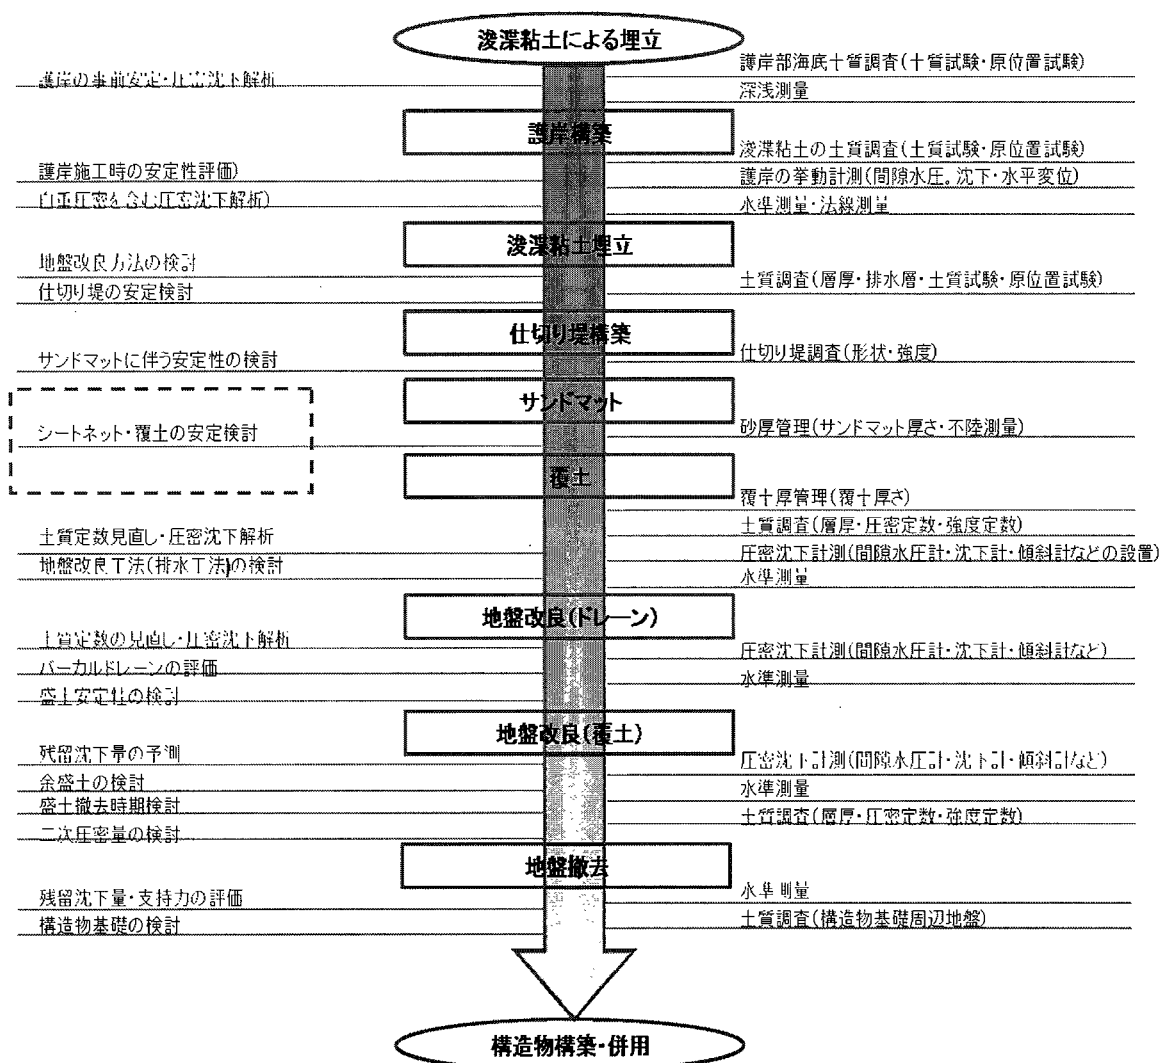 浚渫粘土による埋立
護岸の事前安定・圧密沈下解析
護岸部海底土質調査(土質試験・原位置試験)
深浅測量
護岸構築
浚渫粘土の土質調査(土質試験・原位置試験)
護岸施工時の安定性評価)
護岸の挙動計測(間隙水圧。沈下・水平変位)
自重圧密を含む圧密沈下解析)
水準測量・法線測量
浚渫粘土埋立
地盤改良方法の検討
土質調査(層厚・排水層・土質試験・原位置試験)
仕切り堤の安定検討
仕切り堤構築
仕切り堤調査(形状・強度)
サンドマットに伴う安定性の検討
サンドマット
シートネット・覆土の安定検討
砂厚管理(サンドマット厚さ・不陸測量)
覆土
覆土厚管理(覆土厚さ)
土質調査(層厚・圧密定数・強度定数)
土質定数見直し・圧密沈下解析
圧密沈下計測(間隙水圧計・沈下計・傾斜計などの設置)
地盤改良工法(排水工法)の検討
水準測量
地盤改良(ドレーン)
土質定数の見直し・圧密沈下解析
圧密沈下計測(間隙水圧計・沈下計・傾斜計など)
バーカルドレーンの評価
水準測量
盛土安定性の検討
地盤改良(覆土)
残留沈下量の予測
圧密沈下計測(間隙水圧計・沈下計・傾斜計など)
余盛土の検討
水準測量
盛土撤去時期検討
土質調査(層厚・圧密定数・強度定数)
二次圧密量の検討
地盤撤去
残留沈下量・支持力の評価
水準測量
構造物基礎の検討
土質調査(構造物基礎周辺地盤)
構造物構築・併用